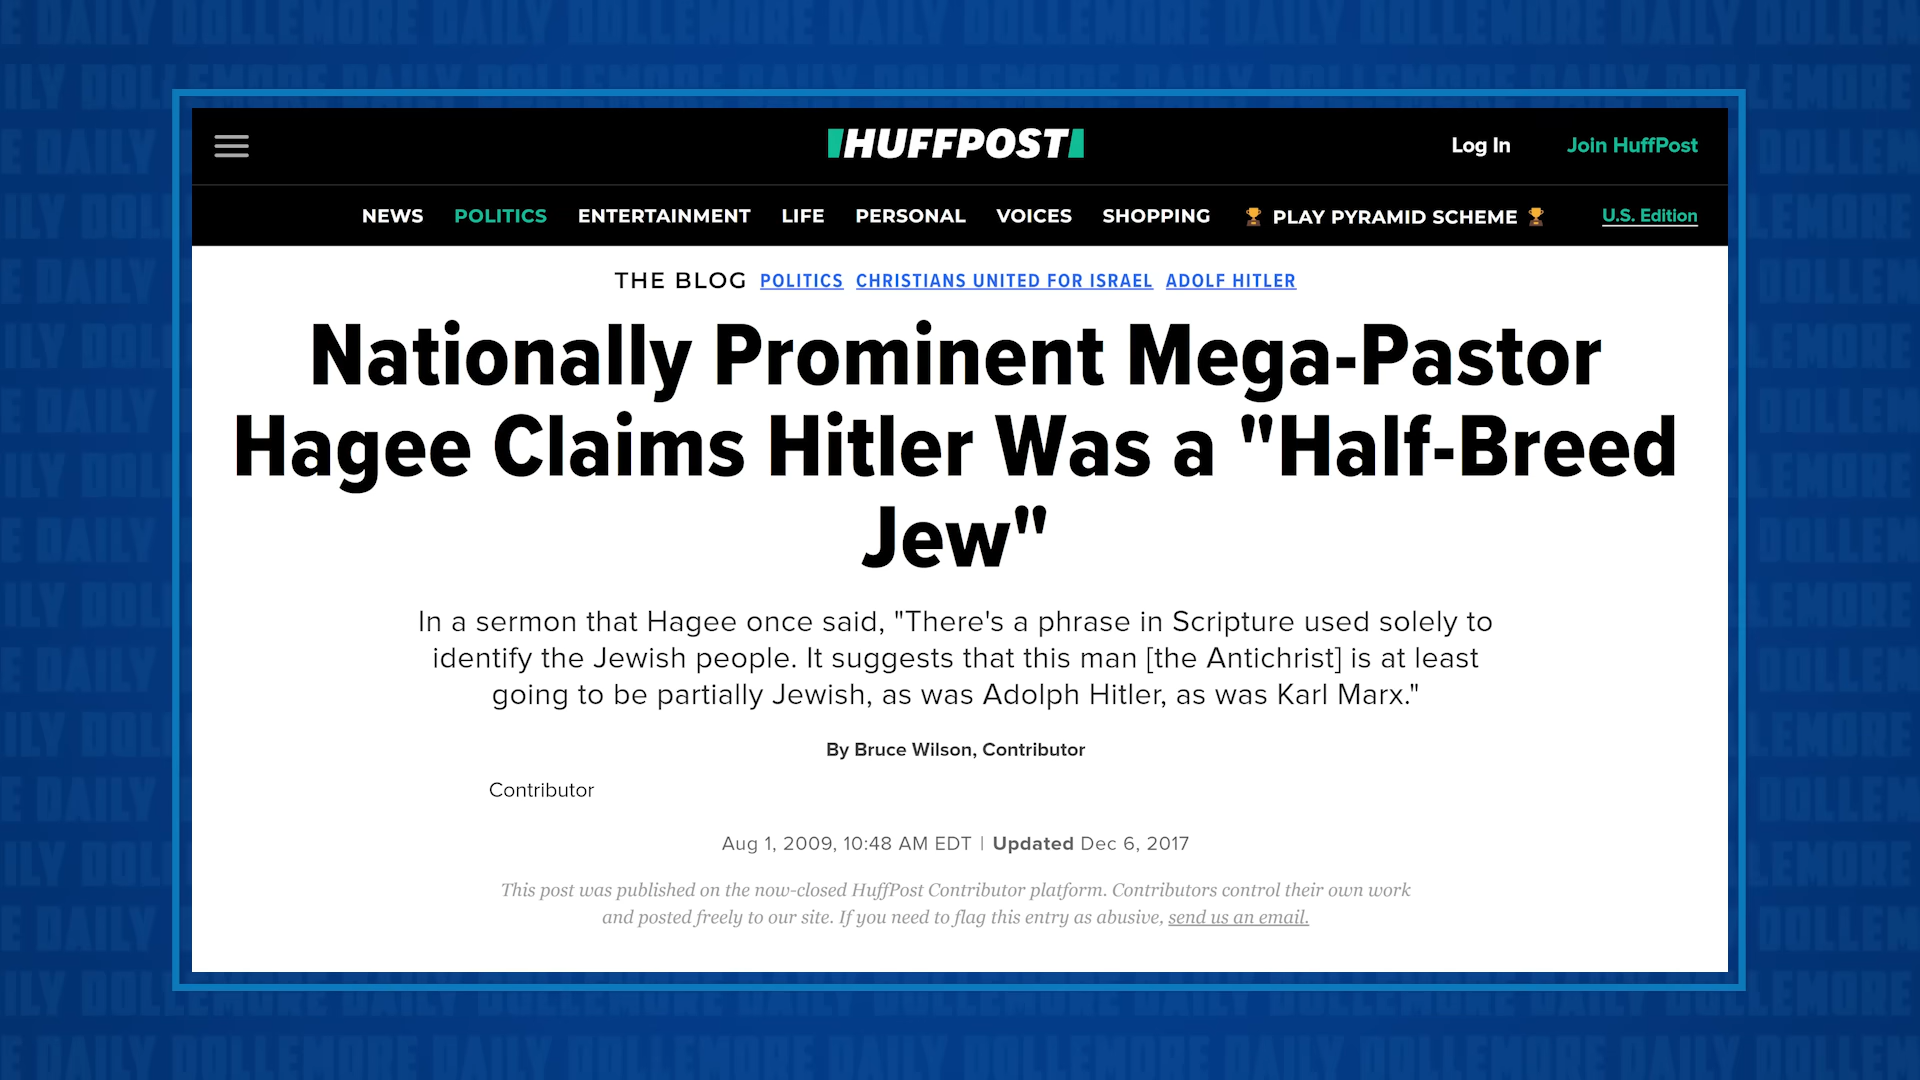 HUFFPOST
Log In
Join HuffPost
NEWS POLITICS ENTERTAINMENT LIFE PERSONAL VOICES SHOPPING 🏆 PLAY PYRAMID SCHEME 🏆 U.S. Edition
THE BLOG POLITICS CHRISTIANS UNITED FOR ISRAEL ADOLF HITLER
Nationally Prominent Mega-Pastor
Hagee Claims Hitler Was a "Half-Breed
Jew"
In a sermon that Hagee once said, "There's a phrase in Scripture used solely to
identify the Jewish people. It suggests that this man [the Antichrist] is at least
going to be partially Jewish, as was Adolph Hitler, as was Karl Marx."
By Bruce Wilson, Contributor
Contributor
Aug 1, 2009, 10:48 AM EDT | Updated Dec 6, 2017
This post was published on the now-closed HuffPost Contributor platform. Contributors control their own work
and posted freely to our site. If you need to flag this entry as abusive, send us an email.
DAILY DOLLEMORE